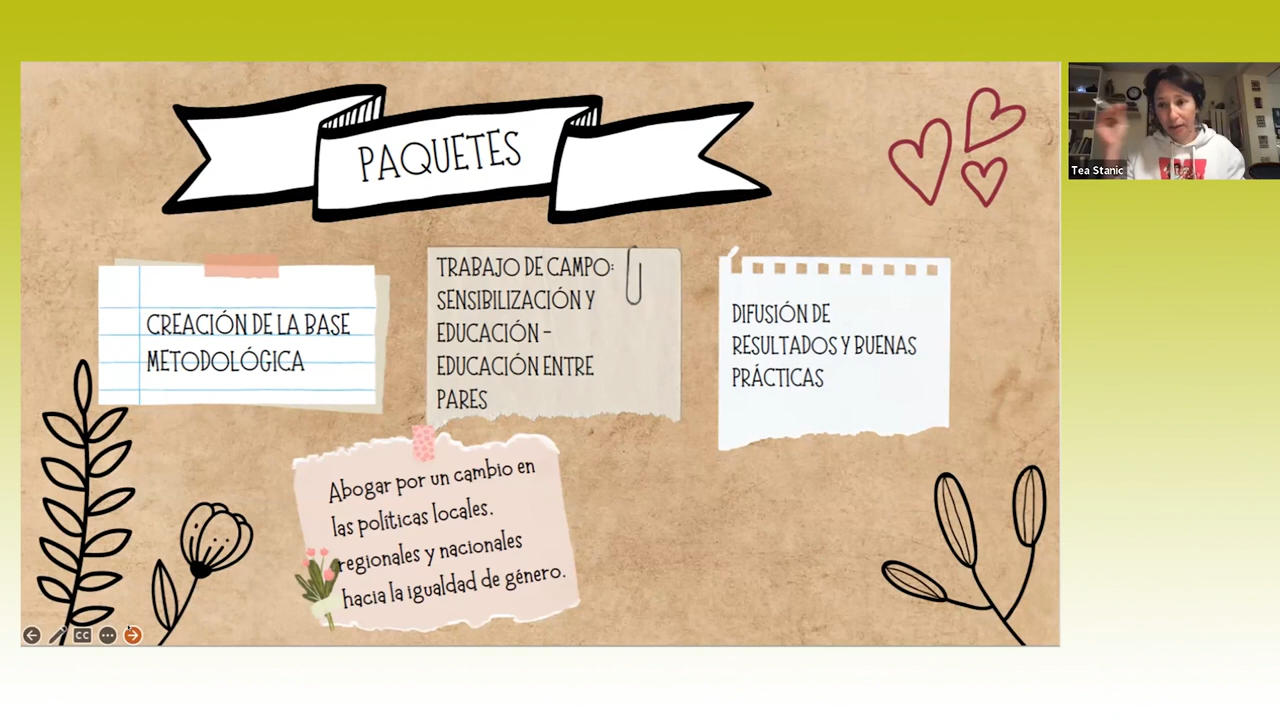 PAQUETES
Tea Stanic
CREACIÓN DE LA BASE
METODOLÓGICA
TRABAJO DE CAMPO:
SENSIBILIZACIÓN Y
EDUCACIÓN -
EDUCACIÓN ENTRE
PARES
DIFUSIÓN DE
RESULTADOS Y BUENAS
PRÁCTICAS
Abogar por un cambio en
las políticas locales.
regionales y nacionales
hacia la igualdad de género.
CC